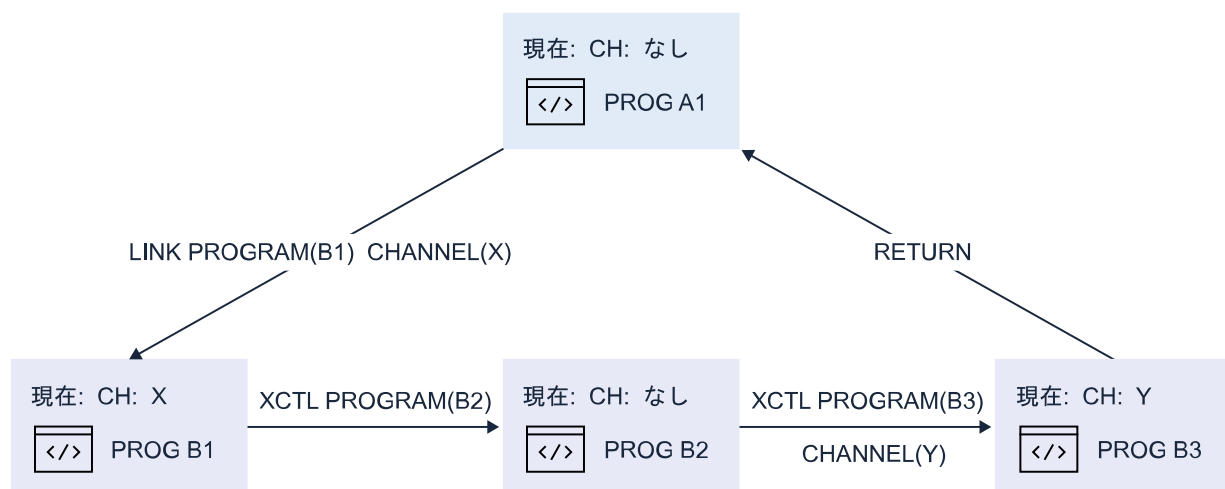 現在: CH: なし
PROG A1
LINK PROGRAM(B1) CHANNEL(X)
RETURN
現在: CH: X
PROG B1
XCTL PROGRAM(B2)
現在: CH: なし
PROG B2
XCTL PROGRAM(B3)
CHANNEL(Y)
現在: CH: Y
PROG B3